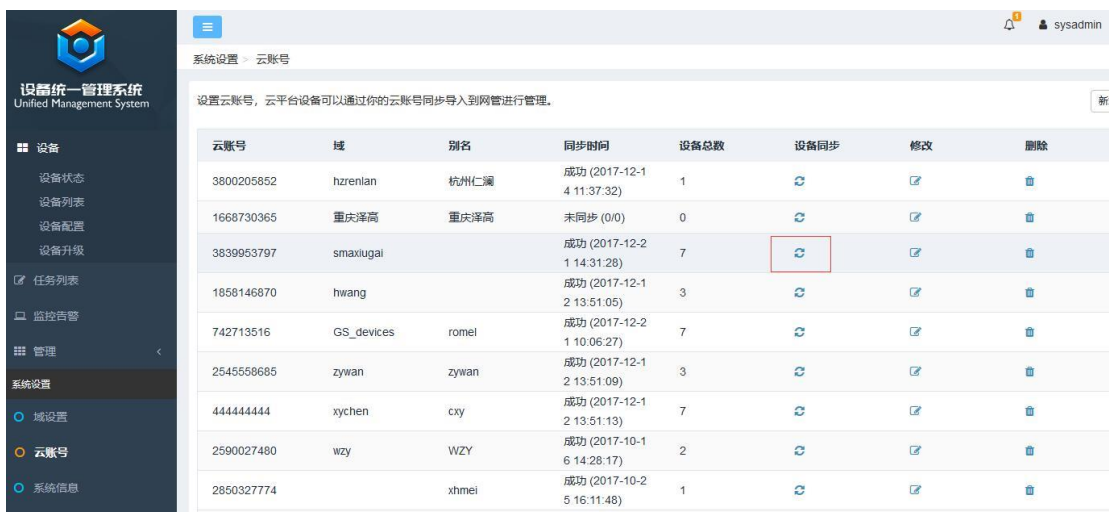 1
sysadmin
系统设置 > 云账号
设备统一管理系统
Unified Management System
设备
设备状态
设备列表
设备配置
设备升级
任务列表
监控告警
管理 <
系统设置
域设置
云账号
系统信息
设置云账号，云平台设备可以通过你的云账号同步导入到网管进行管理。
新
云账号 域 别名 同步时间 设备总数 设备同步 修改 删除
3800205852 hzrenlan 杭州仁澜 成功 (2017-12-1
4 11:37:32) 1
1668730365 重庆泽高 重庆泽高 未同步 (0/0) 0
3839953797 smaxiugai 成功 (2017-12-2
1 14:31:28) 7
1858146870 hwang 成功 (2017-12-1
2 13:51:05) 3
742713516 GS_devices romel 成功 (2017-12-2
1 10:06:27) 7
2545558685 zywan zywan 成功 (2017-12-1
2 13:51:09) 3
444444444 xychen cxy 成功 (2017-12-1
2 13:51:13) 7
2590027480 wzy WZY 成功 (2017-10-1
6 14:28:17) 2
2850327774 xhmei 成功 (2017-10-2
5 16:11:48) 1